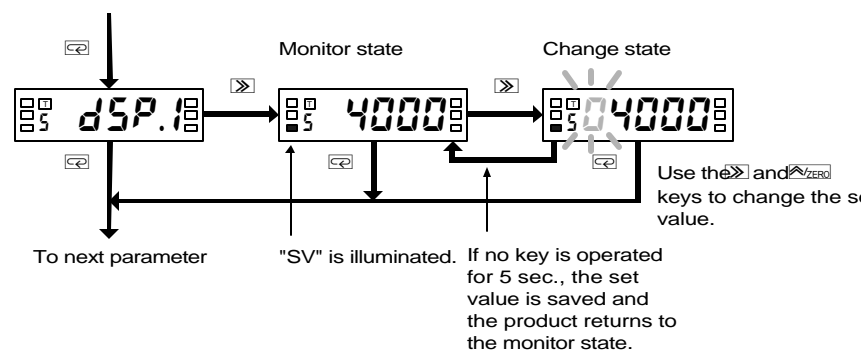 Monitor state
Change state
T
S dSP.1
T
S 4000
T
S 04000
Use the and /ZERO
keys to change the se
value.
To next parameter
"SV" is illuminated.
If no key is operated
for 5 sec., the set
value is saved and
the product returns to
the monitor state.